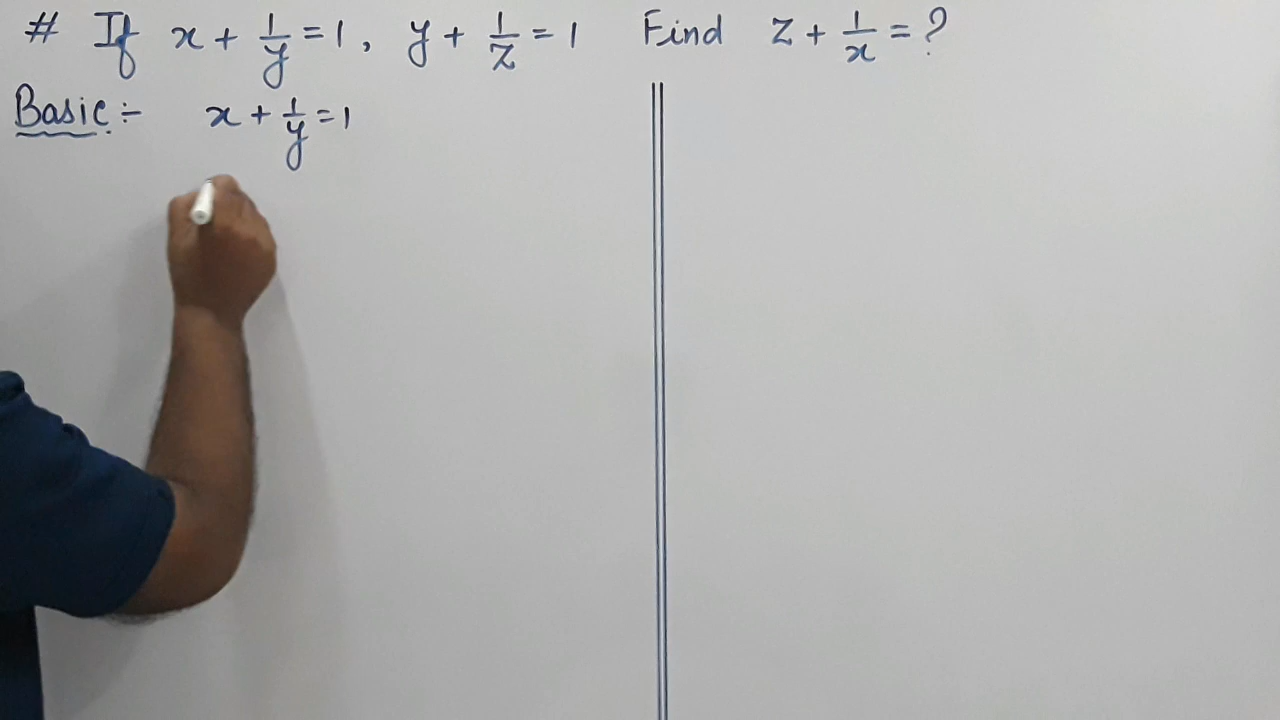 # If x + 1/y = 1, y + 1/z = 1 Find z + 1/x = ?
Basic :- x + 1/y = 1